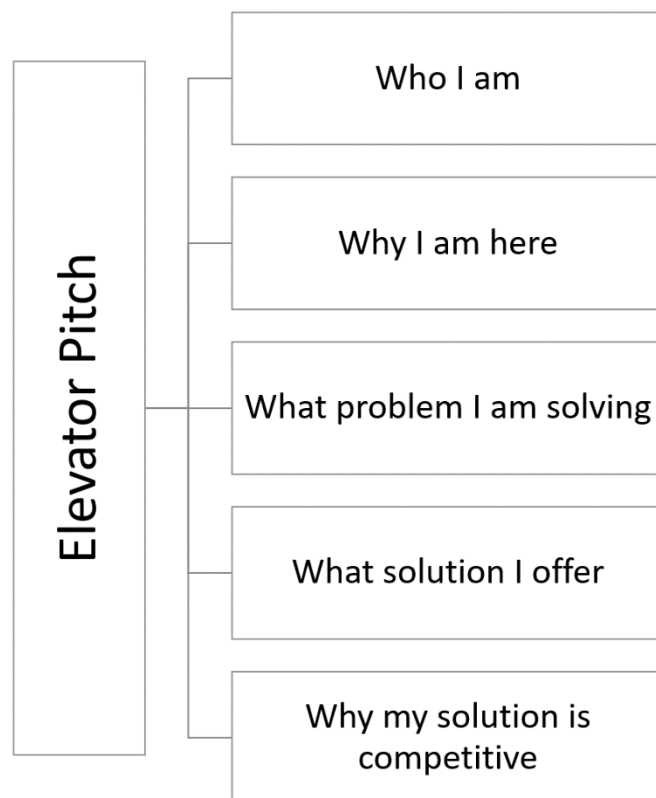 Elevator Pitch
Who I am
Why I am here
What problem I am solving
What solution I offer
Why my solution is
competitive